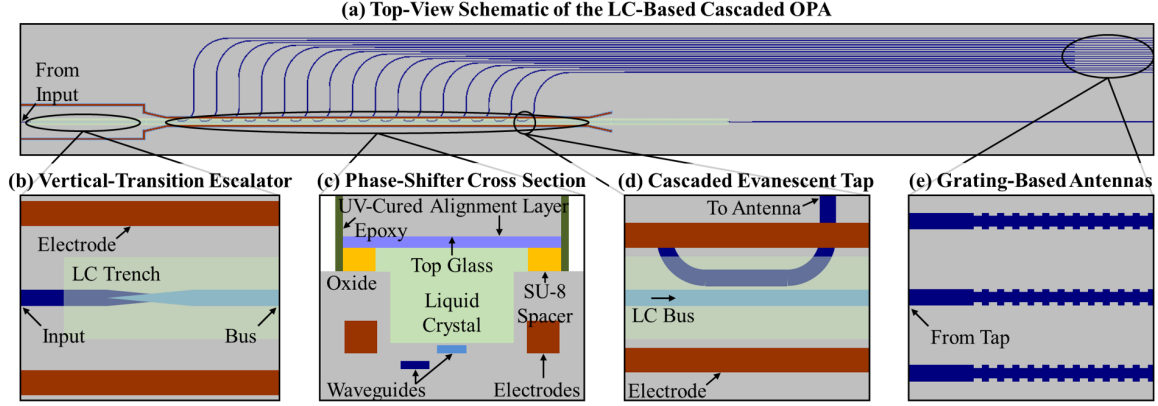 (a) Top-View Schematic of the LC-Based Cascaded OPA
From
Input
(b) Vertical-Transition Escalator
Electrode
LC Trench
Input
Bus
(c) Phase-Shifter Cross Section
UV-Cured
Epoxy
Alignment Layer
Top Glass
Oxide
SU-8
Spacer
Liquid
Crystal
Waveguides
Electrodes
(d) Cascaded Evanescent Tap
To Antenna
LC Bus
Electrode
(e) Grating-Based Antennas
From Tap